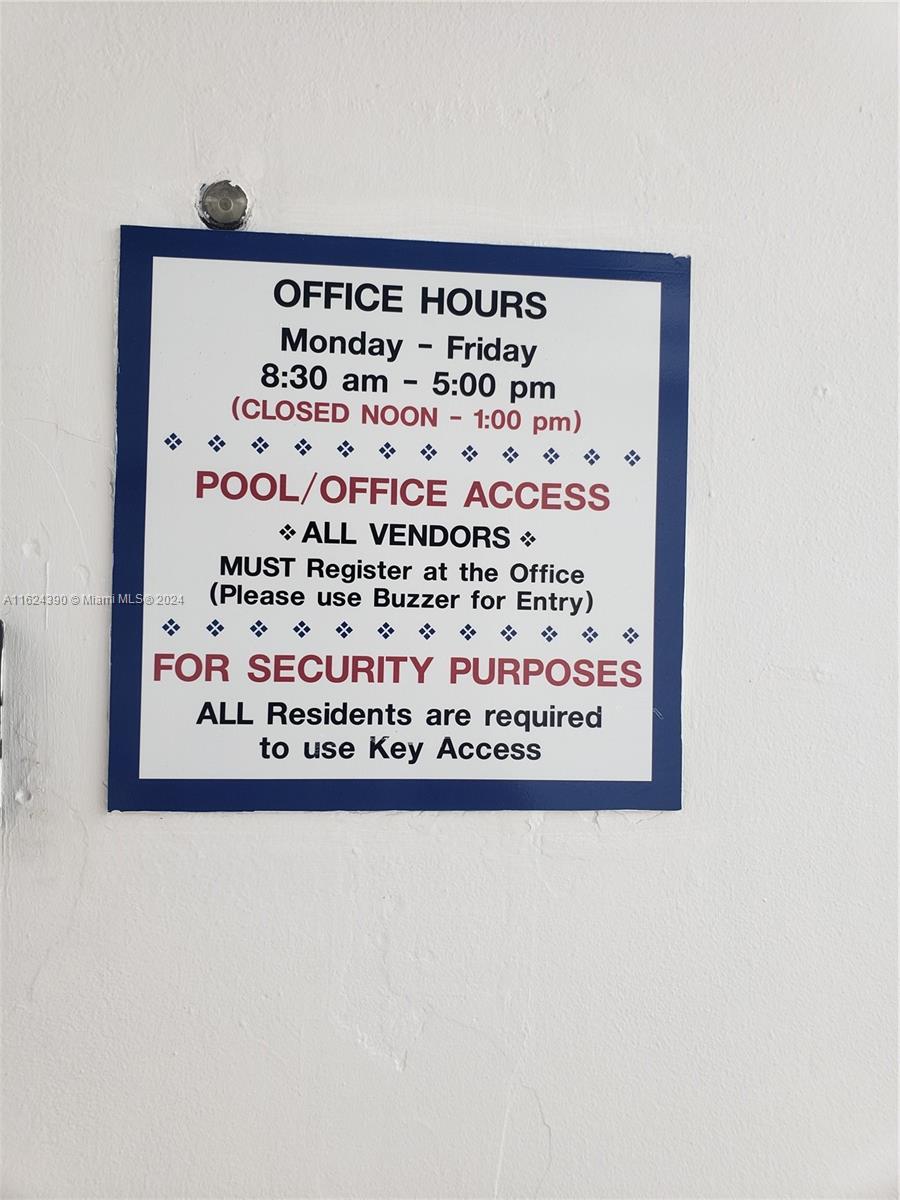 OFFICE HOURS
Monday - Friday
8:30 am - 5:00 pm
(CLOSED NOON - 1:00 pm)
POOL/OFFICE ACCESS
❖ ALL VENDORS ❖
MUST Register at the Office
(Please use Buzzer for Entry)
A11624390 © Miami MLS® 2024
FOR SECURITY PURPOSES
ALL Residents are required
to use Key Access